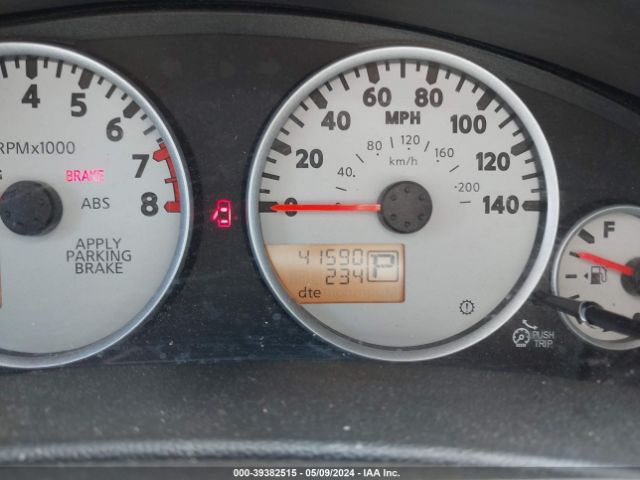 4 5 6 7 8
RPMx1000
BRAKE
ABS
APPLY
PARKING
BRAKE
0 20 40 60 80 100 120 140
MPH
40 80 120 160 200
km/h
41590 P
234
dte
F
PUSH
TRIP
000-39382515 - 05/09/2024 - IAA Inc.